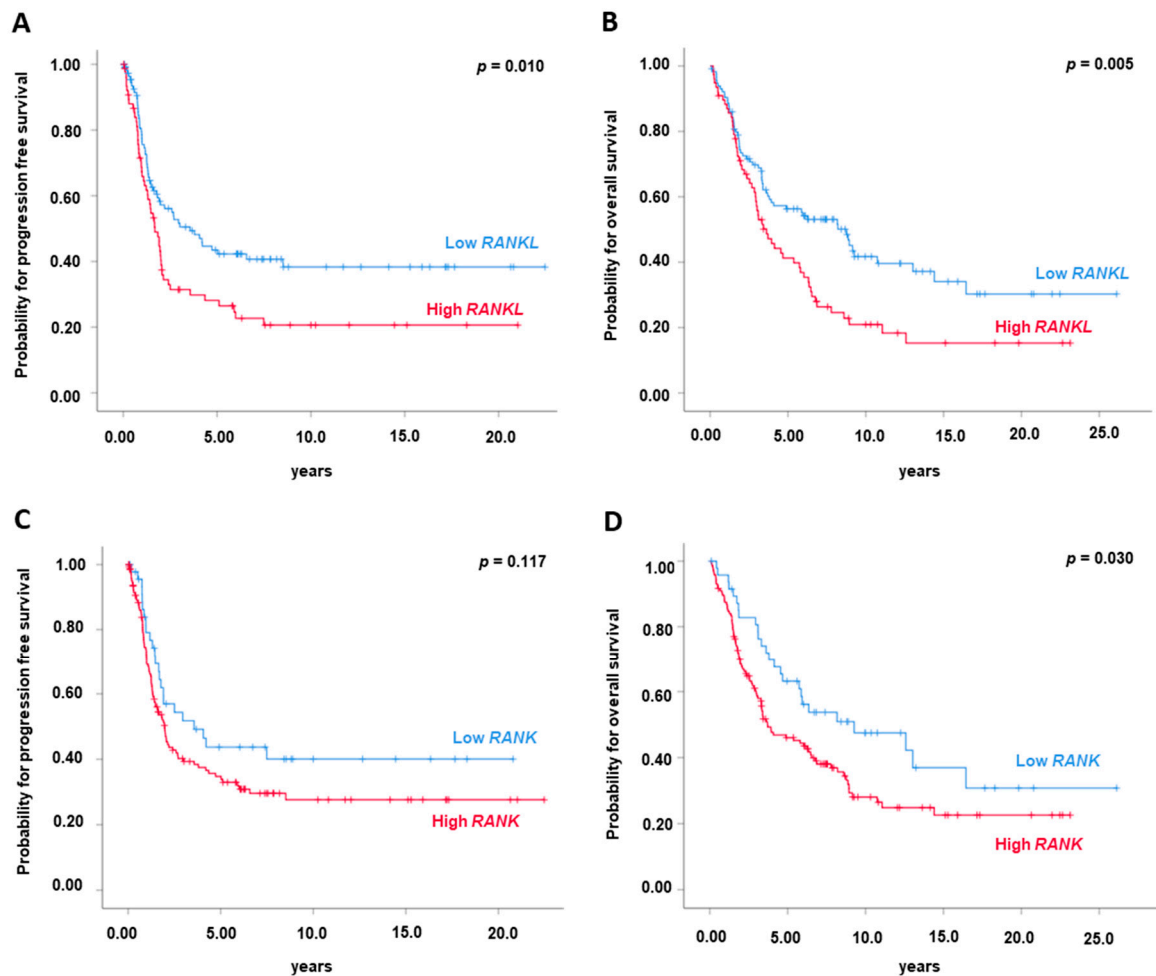 A
Probability for progression free survival
1.00
0.80
0.60
0.40
0.20
0.00
p = 0.010
Low RANKL
High RANKL
0.00 5.00 10.0 15.0 20.0
years
B
Probability for overall survival
1.00
0.80
0.60
0.40
0.20
0.00
p = 0.005
Low RANKL
High RANKL
0.00 5.00 10.0 15.0 20.0 25.0
years
C
Probability for progression free survival
1.00
0.80
0.60
0.40
0.20
0.00
p = 0.117
Low RANK
High RANK
0.00 5.00 10.0 15.0 20.0
years
D
Probability for overall survival
1.00
0.80
0.60
0.40
0.20
0.00
p = 0.030
Low RANK
High RANK
0.00 5.00 10.0 15.0 20.0 25.0
years